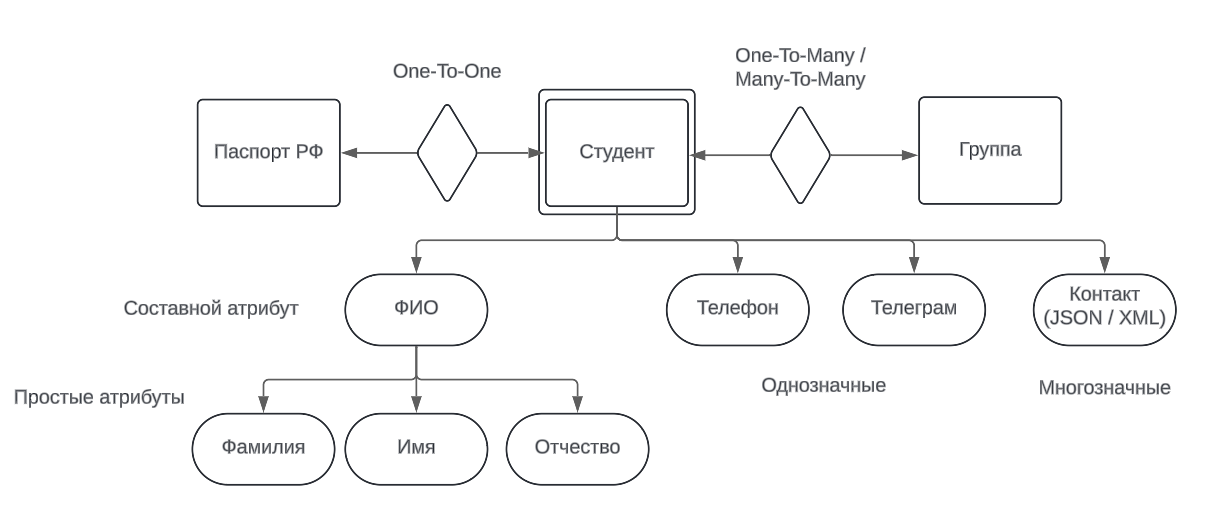 One-To-One
One-To-Many /
Many-To-Many
Паспорт РФ
Студент
Группа
Составной атрибут
ФИО
Телефон
Телеграм
Контакт
(JSON / XML)
Простые атрибуты
Однозначные
Многозначные
Фамилия
Имя
Отчество